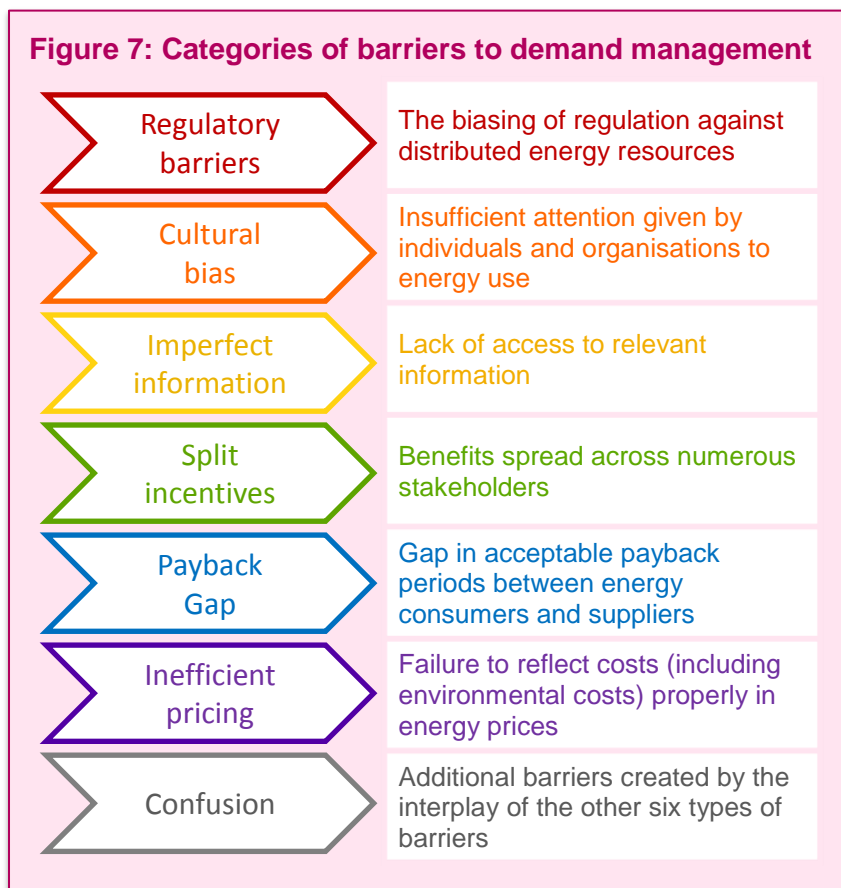 Figure 7: Categories of barriers to demand management
Regulatory
barriers
The biasing of regulation against
distributed energy resources
Cultural
bias
Insufficient attention given by
individuals and organisations to
energy use
Imperfect
information
Lack of access to relevant
information
Split
incentives
Benefits spread across numerous
stakeholders
Payback
Gap
Gap in acceptable payback
periods between energy
consumers and suppliers
Inefficient
pricing
Failure to reflect costs (including
environmental costs) properly in
energy prices
Confusion
Additional barriers created by the
interplay of the other six types of
barriers